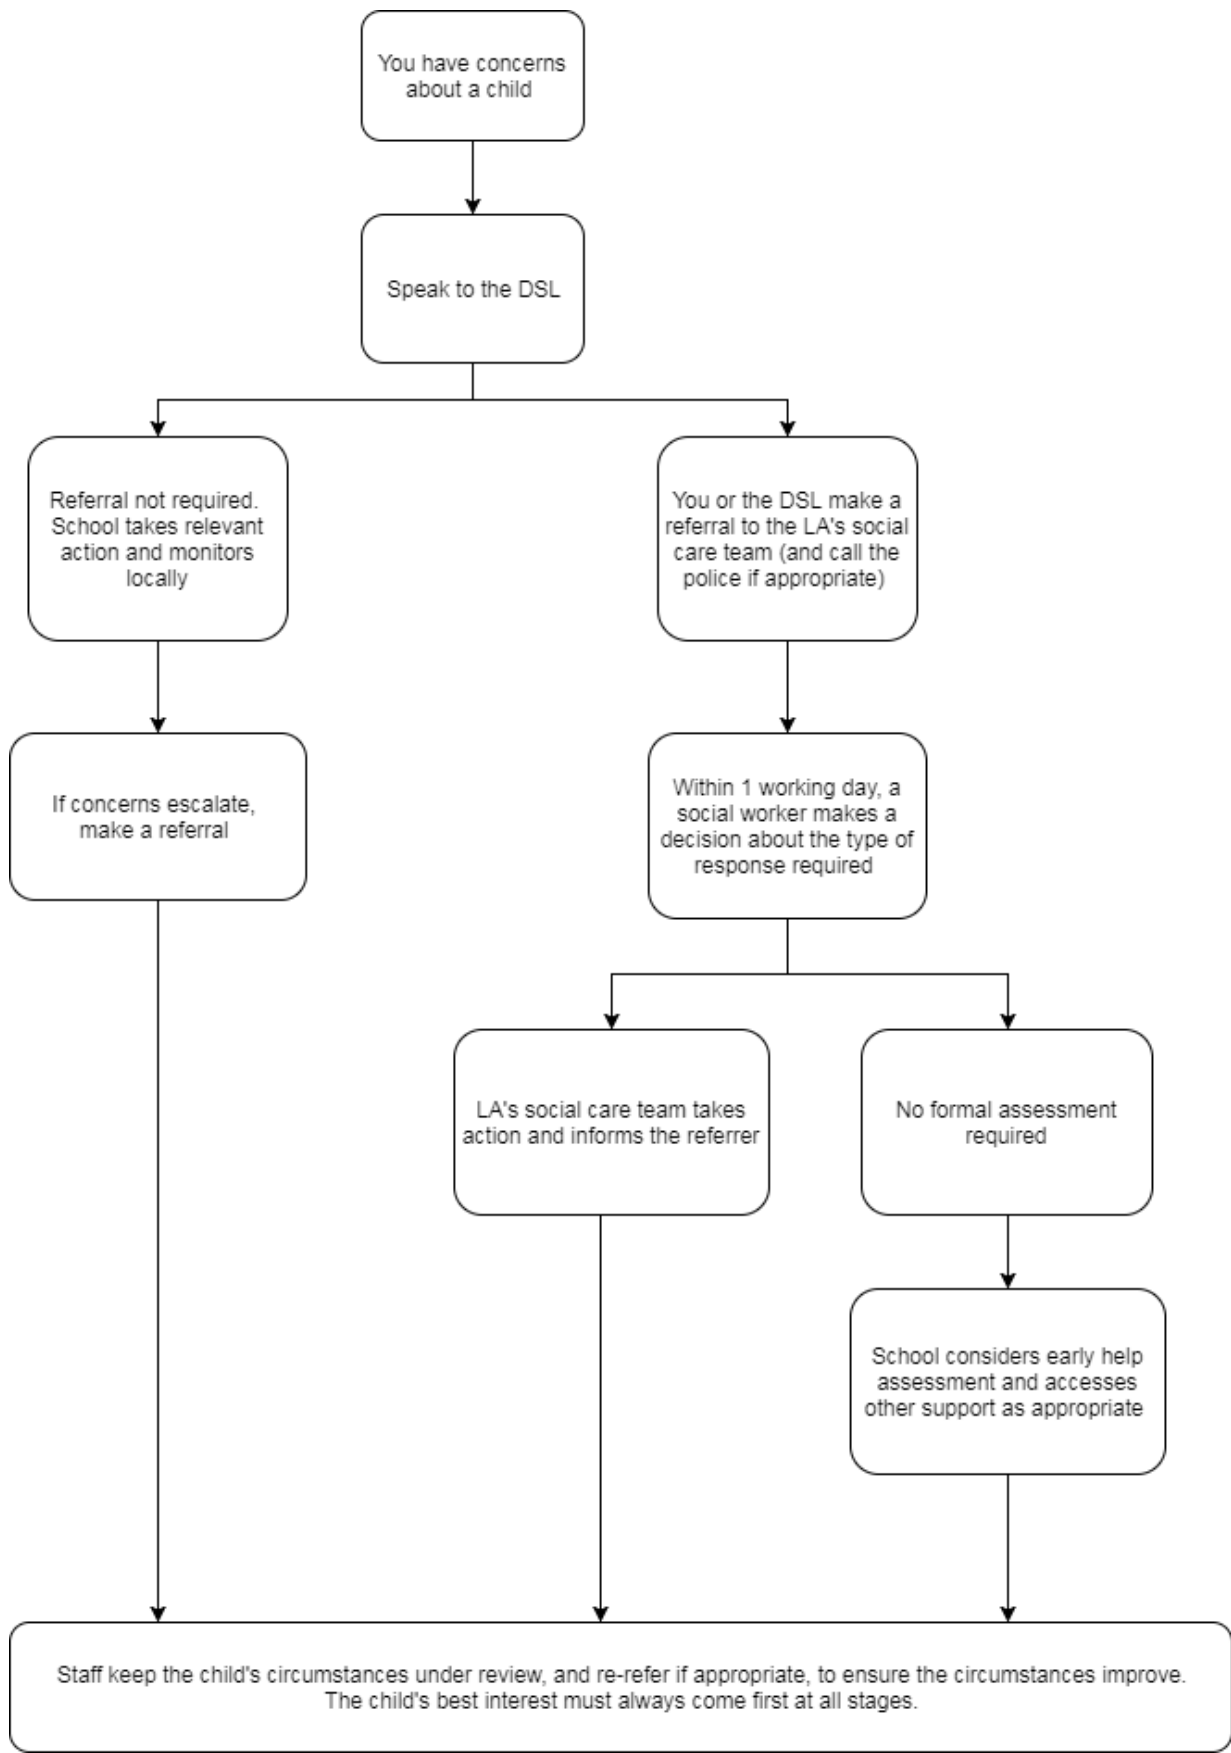 You have concerns
about a child
Speak to the DSL
Referral not required.
School takes relevant
action and monitors
locally
You or the DSL make a
referral to the LA's social
care team (and call the
police if appropriate)
If concerns escalate,
make a referral
Within 1 working day, a
social worker makes a
decision about the type of
response required
LA's social care team takes
action and informs the referrer
No formal assessment
required
School considers early help
assessment and accesses
other support as appropriate
Staff keep the child's circumstances under review, and re-refer if appropriate, to ensure the circumstances improve.
The child's best interest must always come first at all stages.